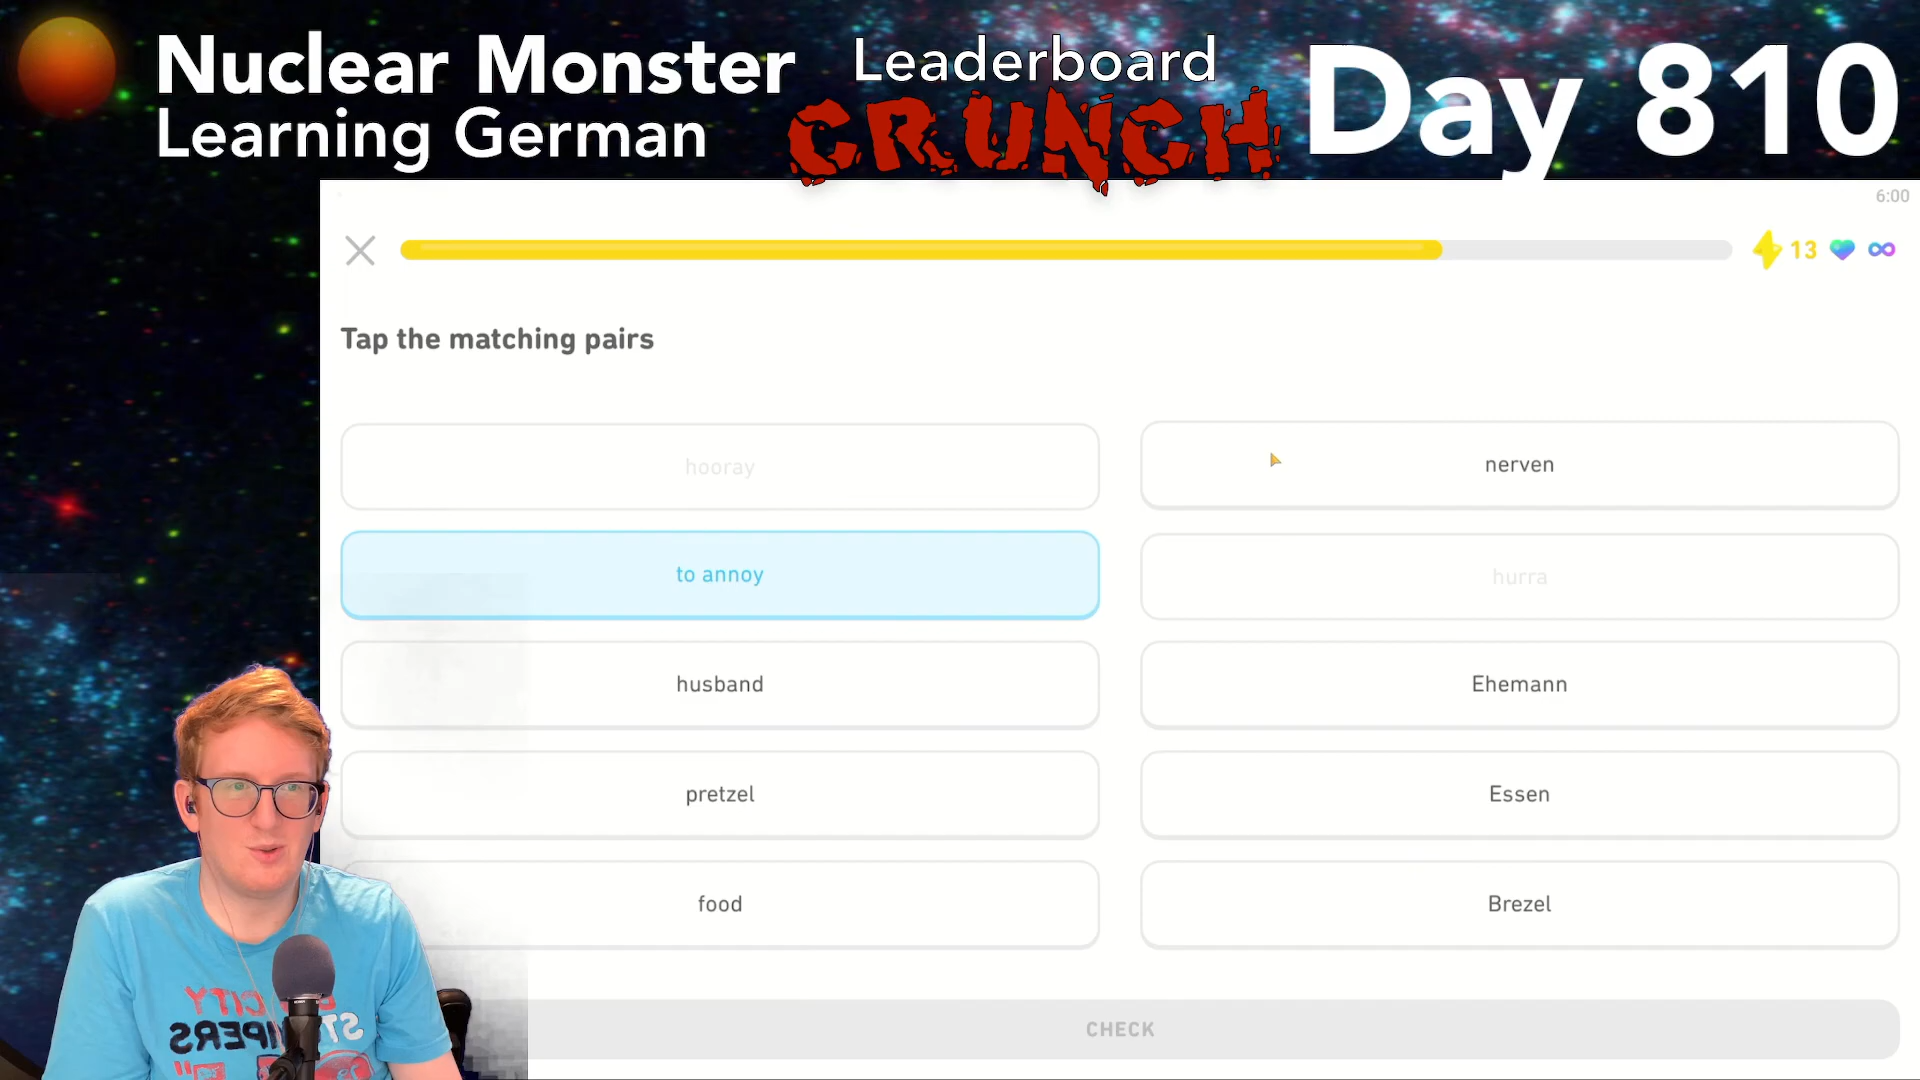 Nuclear Monster
Learning German
Leaderboard
CRUNCH
Day 810
6:00
13
Tap the matching pairs
hooray
nerven
to annoy
hurra
husband
Ehemann
pretzel
Essen
food
Brezel
CHECK
CITY